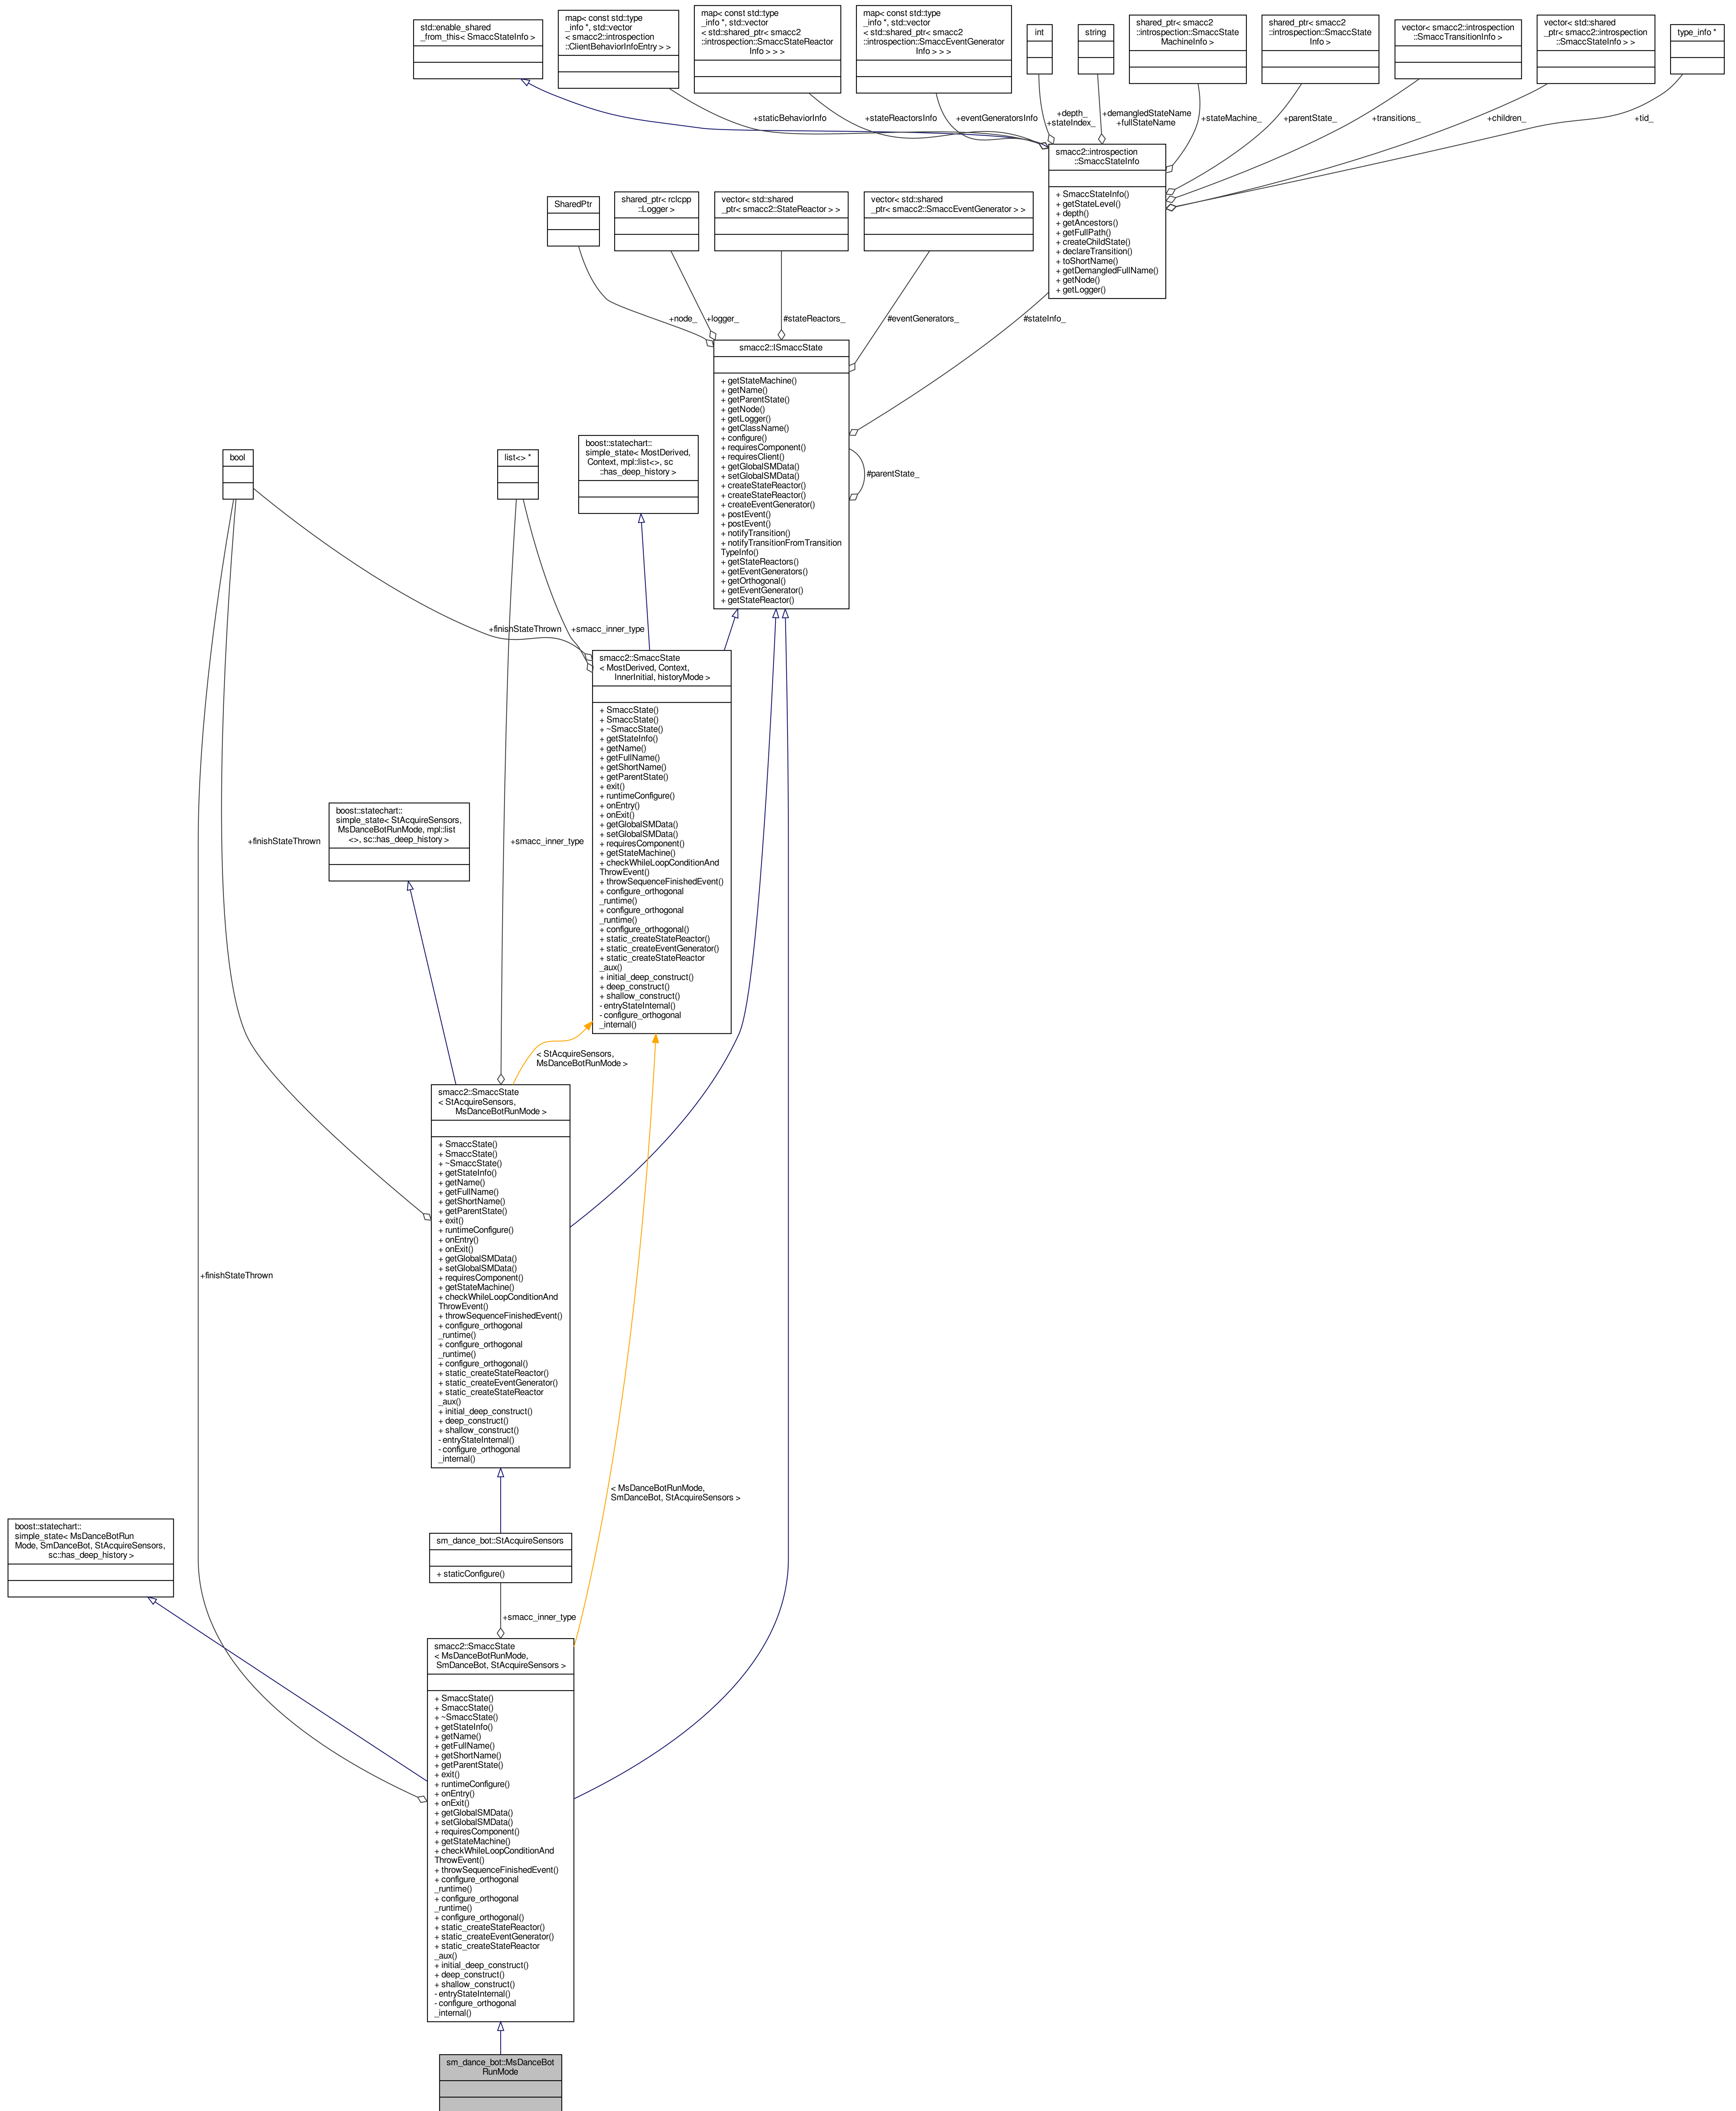 std::enable_shared
_from_this< SmaccStateInfo >
map< const std::type
_info *, std::vector
< smacc2::introspection
::ClientBehaviorInfoEntry > >
map< const std::type
_info *, std::vector
< std::shared_ptr< smacc2
::introspection::SmaccStateReactor
Info > > >
map< const std::type
_info *, std::vector
< std::shared_ptr< smacc2
::introspection::SmaccEventGenerator
Info > > >
int
string
shared_ptr< smacc2
::introspection::SmaccState
MachineInfo >
shared_ptr< smacc2
::introspection::SmaccState
Info >
vector< smacc2::introspection
::SmaccTransitionInfo >
vector< std::shared
_ptr< smacc2::introspection
::SmaccStateInfo > >
type_info *
+staticBehaviorInfo
+stateReactorsInfo
+eventGeneratorsInfo
+depth_
+stateIndex_
+demangledStateName
+fullStateName
+stateMachine_
+parentState_
+transitions_
+children_
+tid_
smacc2::introspection
::SmaccStateInfo
+ SmaccStateInfo()
+ getStateLevel()
+ depth()
+ getAncestors()
+ getFullPath()
+ createChildState()
+ declareTransition()
+ toShortName()
+ getDemangledFullName()
+ getNode()
+ getLogger()
SharedPtr
shared_ptr< rclcpp
::Logger >
vector< std::shared
_ptr< smacc2::StateReactor > >
vector< std::shared
_ptr< smacc2::SmaccEventGenerator > >
+node_
+logger_
#stateReactors_
#eventGenerators_
#stateInfo_
smacc2::ISmaccState
+ getStateMachine()
+ getName()
+ getParentState()
+ getNode()
+ getLogger()
+ getClassName()
+ configure()
+ requiresComponent()
+ requiresClient()
+ getGlobalSMData()
+ setGlobalSMData()
+ createStateReactor()
+ createStateReactor()
+ createEventGenerator()
+ postEvent()
+ postEvent()
+ notifyTransition()
+ notifyTransitionFromTransition
TypeInfo()
+ getStateReactors()
+ getEventGenerators()
+ getOrthogonal()
+ getEventGenerator()
+ getStateReactor()
#parentState_
bool
list<> *
boost::statechart::
simple_state< MostDerived,
Context, mpl::list<>, sc
::has_deep_history >
+finishStateThrown
+smacc_inner_type
smacc2::SmaccState
< MostDerived, Context,
InnerInitial, historyMode >
+ SmaccState()
+ SmaccState()
+ ~SmaccState()
+ getStateInfo()
+ getName()
+ getFullName()
+ getShortName()
+ getParentState()
+ exit()
+ runtimeConfigure()
+ onEntry()
+ onExit()
+ getGlobalSMData()
+ setGlobalSMData()
+ requiresComponent()
+ getStateMachine()
+ checkWhileLoopConditionAnd
ThrowEvent()
+ throwSequenceFinishedEvent()
+ configure_orthogonal
_runtime()
+ configure_orthogonal
_runtime()
+ configure_orthogonal()
+ static_createStateReactor()
+ static_createEventGenerator()
+ static_createStateReactor
_aux()
+ initial_deep_construct()
+ deep_construct()
+ shallow_construct()
- entryStateInternal()
- configure_orthogonal
_internal()
boost::statechart::
simple_state< StAcquireSensors,
MsDanceBotRunMode, mpl::list
<>, sc::has_deep_history >
+finishStateThrown
+smacc_inner_type
< StAcquireSensors,
MsDanceBotRunMode >
smacc2::SmaccState
< StAcquireSensors,
MsDanceBotRunMode >
+ SmaccState()
+ SmaccState()
+ ~SmaccState()
+ getStateInfo()
+ getName()
+ getFullName()
+ getShortName()
+ getParentState()
+ exit()
+ runtimeConfigure()
+ onEntry()
+ onExit()
+ getGlobalSMData()
+ setGlobalSMData()
+ requiresComponent()
+ getStateMachine()
+ checkWhileLoopConditionAnd
ThrowEvent()
+ throwSequenceFinishedEvent()
+ configure_orthogonal
_runtime()
+ configure_orthogonal
_runtime()
+ configure_orthogonal()
+ static_createStateReactor()
+ static_createEventGenerator()
+ static_createStateReactor
_aux()
+ initial_deep_construct()
+ deep_construct()
+ shallow_construct()
- entryStateInternal()
- configure_orthogonal
_internal()
+finishStateThrown
< MsDanceBotRunMode,
SmDanceBot, StAcquireSensors >
boost::statechart::
simple_state< MsDanceBotRun
Mode, SmDanceBot, StAcquireSensors,
sc::has_deep_history >
sm_dance_bot::StAcquireSensors
+ staticConfigure()
+smacc_inner_type
smacc2::SmaccState
< MsDanceBotRunMode,
SmDanceBot, StAcquireSensors >
+ SmaccState()
+ SmaccState()
+ ~SmaccState()
+ getStateInfo()
+ getName()
+ getFullName()
+ getShortName()
+ getParentState()
+ exit()
+ runtimeConfigure()
+ onEntry()
+ onExit()
+ getGlobalSMData()
+ setGlobalSMData()
+ requiresComponent()
+ getStateMachine()
+ checkWhileLoopConditionAnd
ThrowEvent()
+ throwSequenceFinishedEvent()
+ configure_orthogonal
_runtime()
+ configure_orthogonal
_runtime()
+ configure_orthogonal()
+ static_createStateReactor()
+ static_createEventGenerator()
+ static_createStateReactor
_aux()
+ initial_deep_construct()
+ deep_construct()
+ shallow_construct()
- entryStateInternal()
- configure_orthogonal
_internal()
sm_dance_bot::MsDanceBot
RunMode